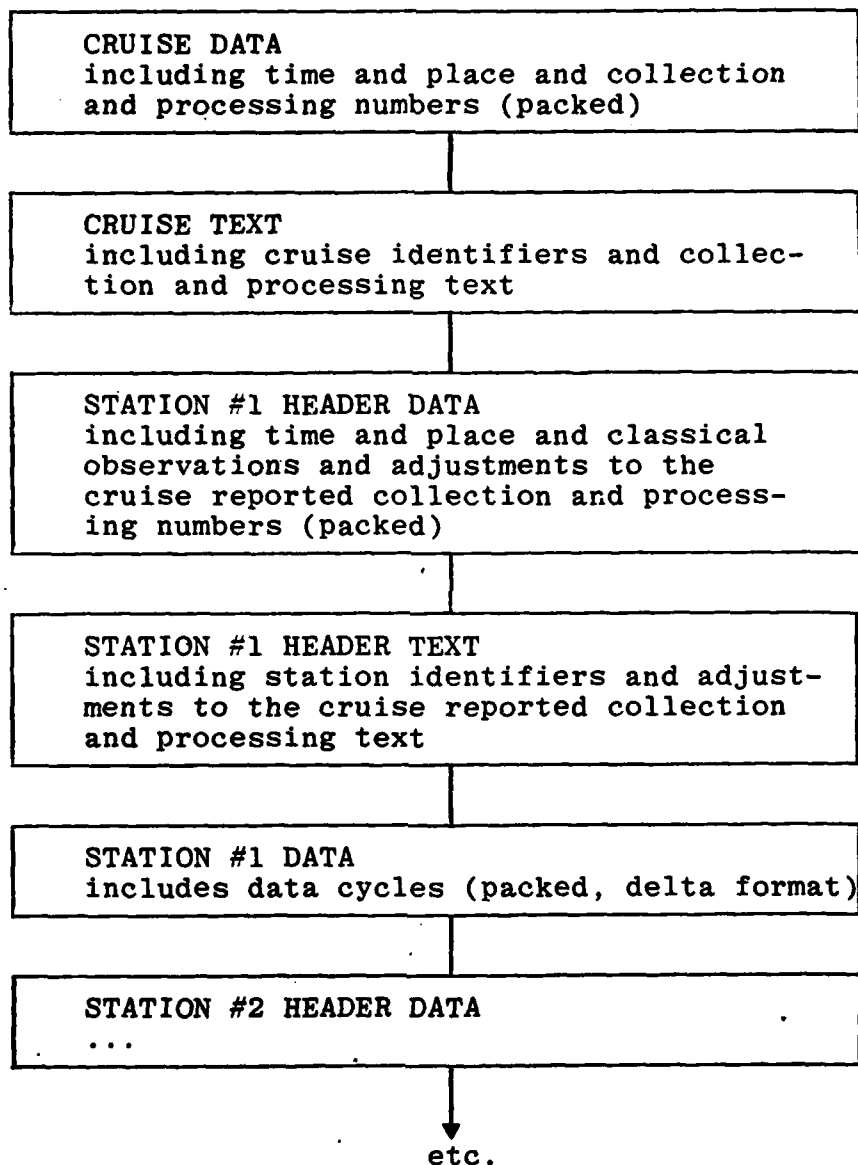 CRUISE DATA
including time and place and collection
and processing numbers (packed)
CRUISE TEXT
including cruise identifiers and collec-
tion and processing text
STATION #1 HEADER DATA
including time and place and classical
observations and adjustments to the
cruise reported collection and process-
ing numbers (packed)
STATION #1 HEADER TEXT
including station identifiers and adjust-
ments to the cruise reported collection
and processing text
STATION #1 DATA
includes data cycles (packed, delta format)
STATION #2 HEADER DATA
...
etc.